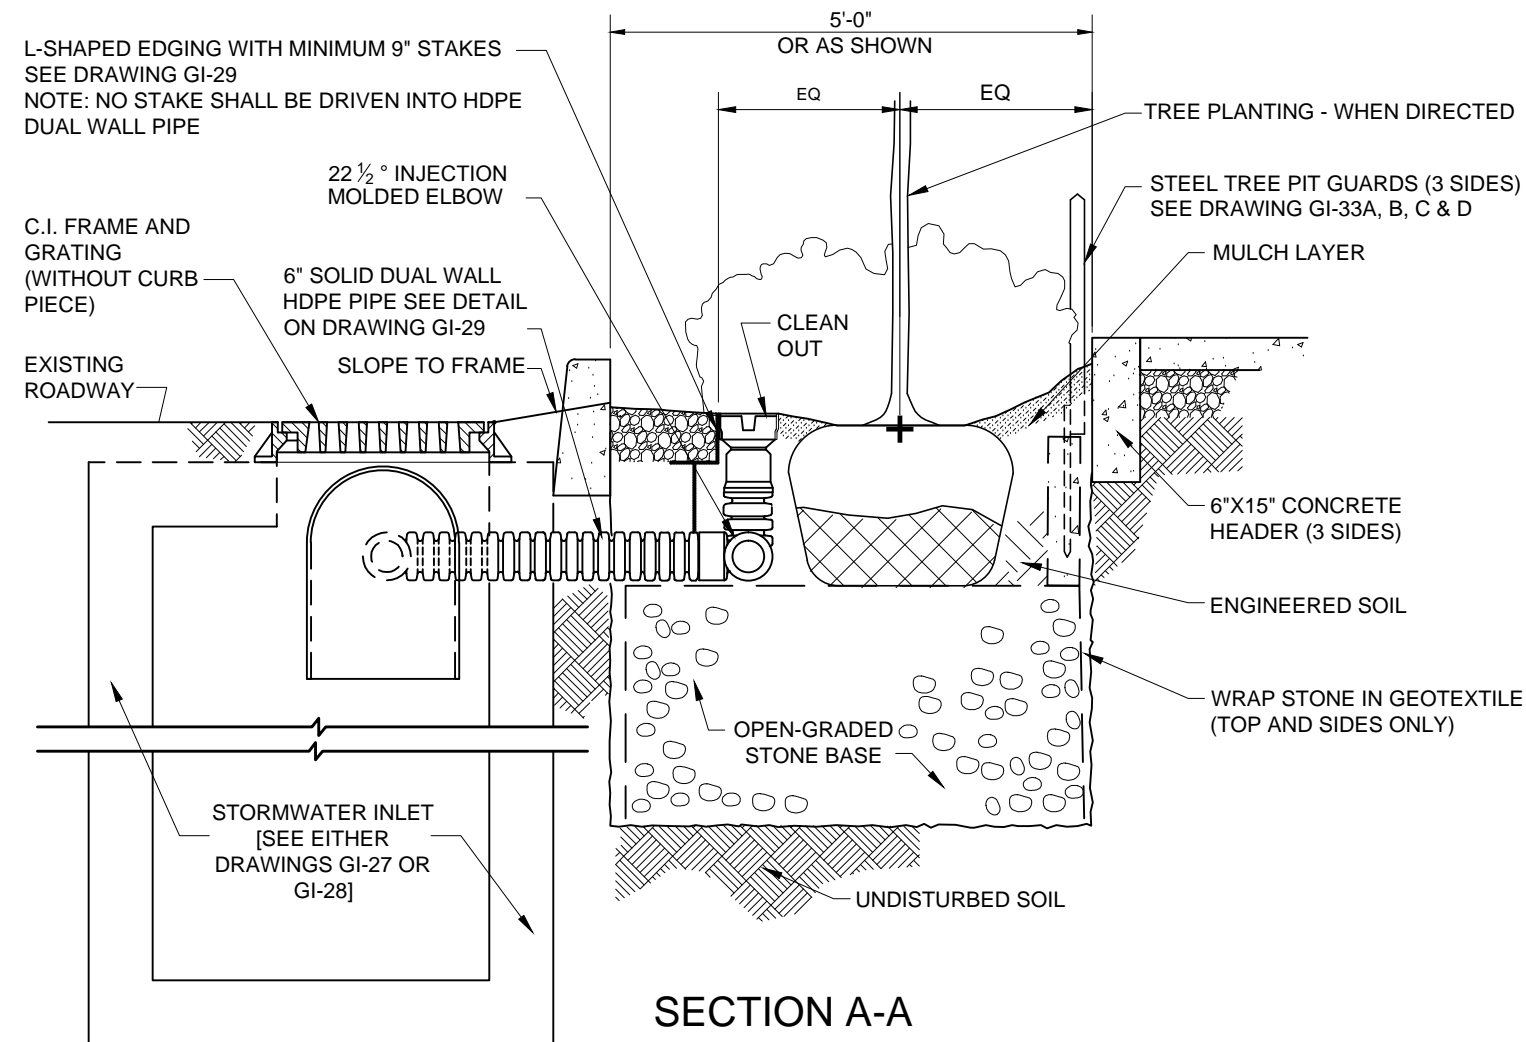 5'-0"
OR AS SHOWN
L-SHAPED EDGING WITH MINIMUM 9" STAKES
SEE DRAWING GI-29
NOTE: NO STAKE SHALL BE DRIVEN INTO HDPE
DUAL WALL PIPE
EQ
EQ
TREE PLANTING - WHEN DIRECTED
22 ½ ° INJECTION
MOLDED ELBOW
STEEL TREE PIT GUARDS (3 SIDES)
SEE DRAWING GI-33A, B, C & D
C.I. FRAME AND
GRATING
(WITHOUT CURB
PIECE)
MULCH LAYER
6" SOLID DUAL WALL
HDPE PIPE SEE DETAIL
ON DRAWING GI-29
CLEAN
OUT
EXISTING
ROADWAY
SLOPE TO FRAME
6"X15" CONCRETE
HEADER (3 SIDES)
ENGINEERED SOIL
WRAP STONE IN GEOTEXTILE
(TOP AND SIDES ONLY)
OPEN-GRADED
STONE BASE
STORMWATER INLET
[SEE EITHER
DRAWINGS GI-27 OR
GI-28]
UNDISTURBED SOIL
SECTION A-A